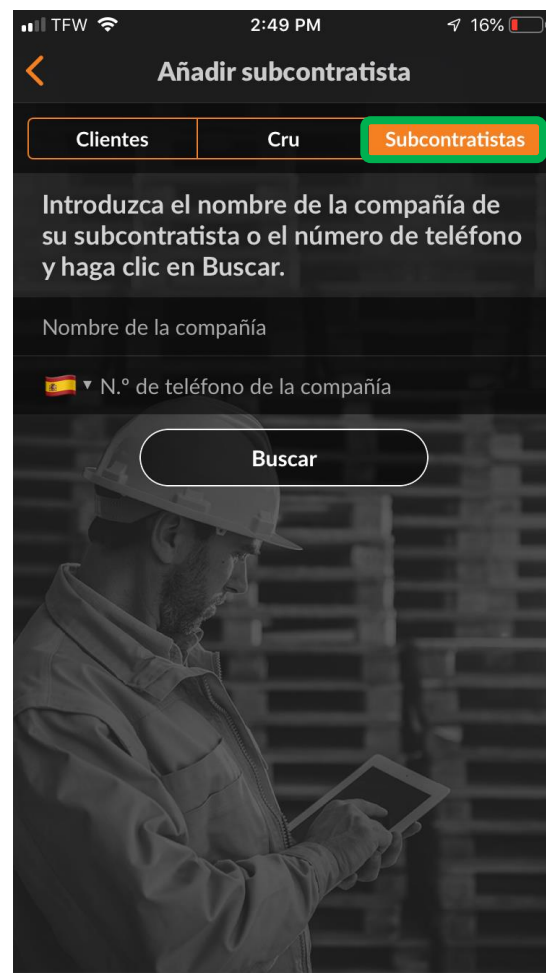 TFW 2:49 PM 16%
Añadir subcontratista
Clientes Cru Subcontratistas
Introduzca el nombre de la compañía de
su subcontratista o el número de teléfono
y haga clic en Buscar.
Nombre de la compañía
N.º de teléfono de la compañía
Buscar